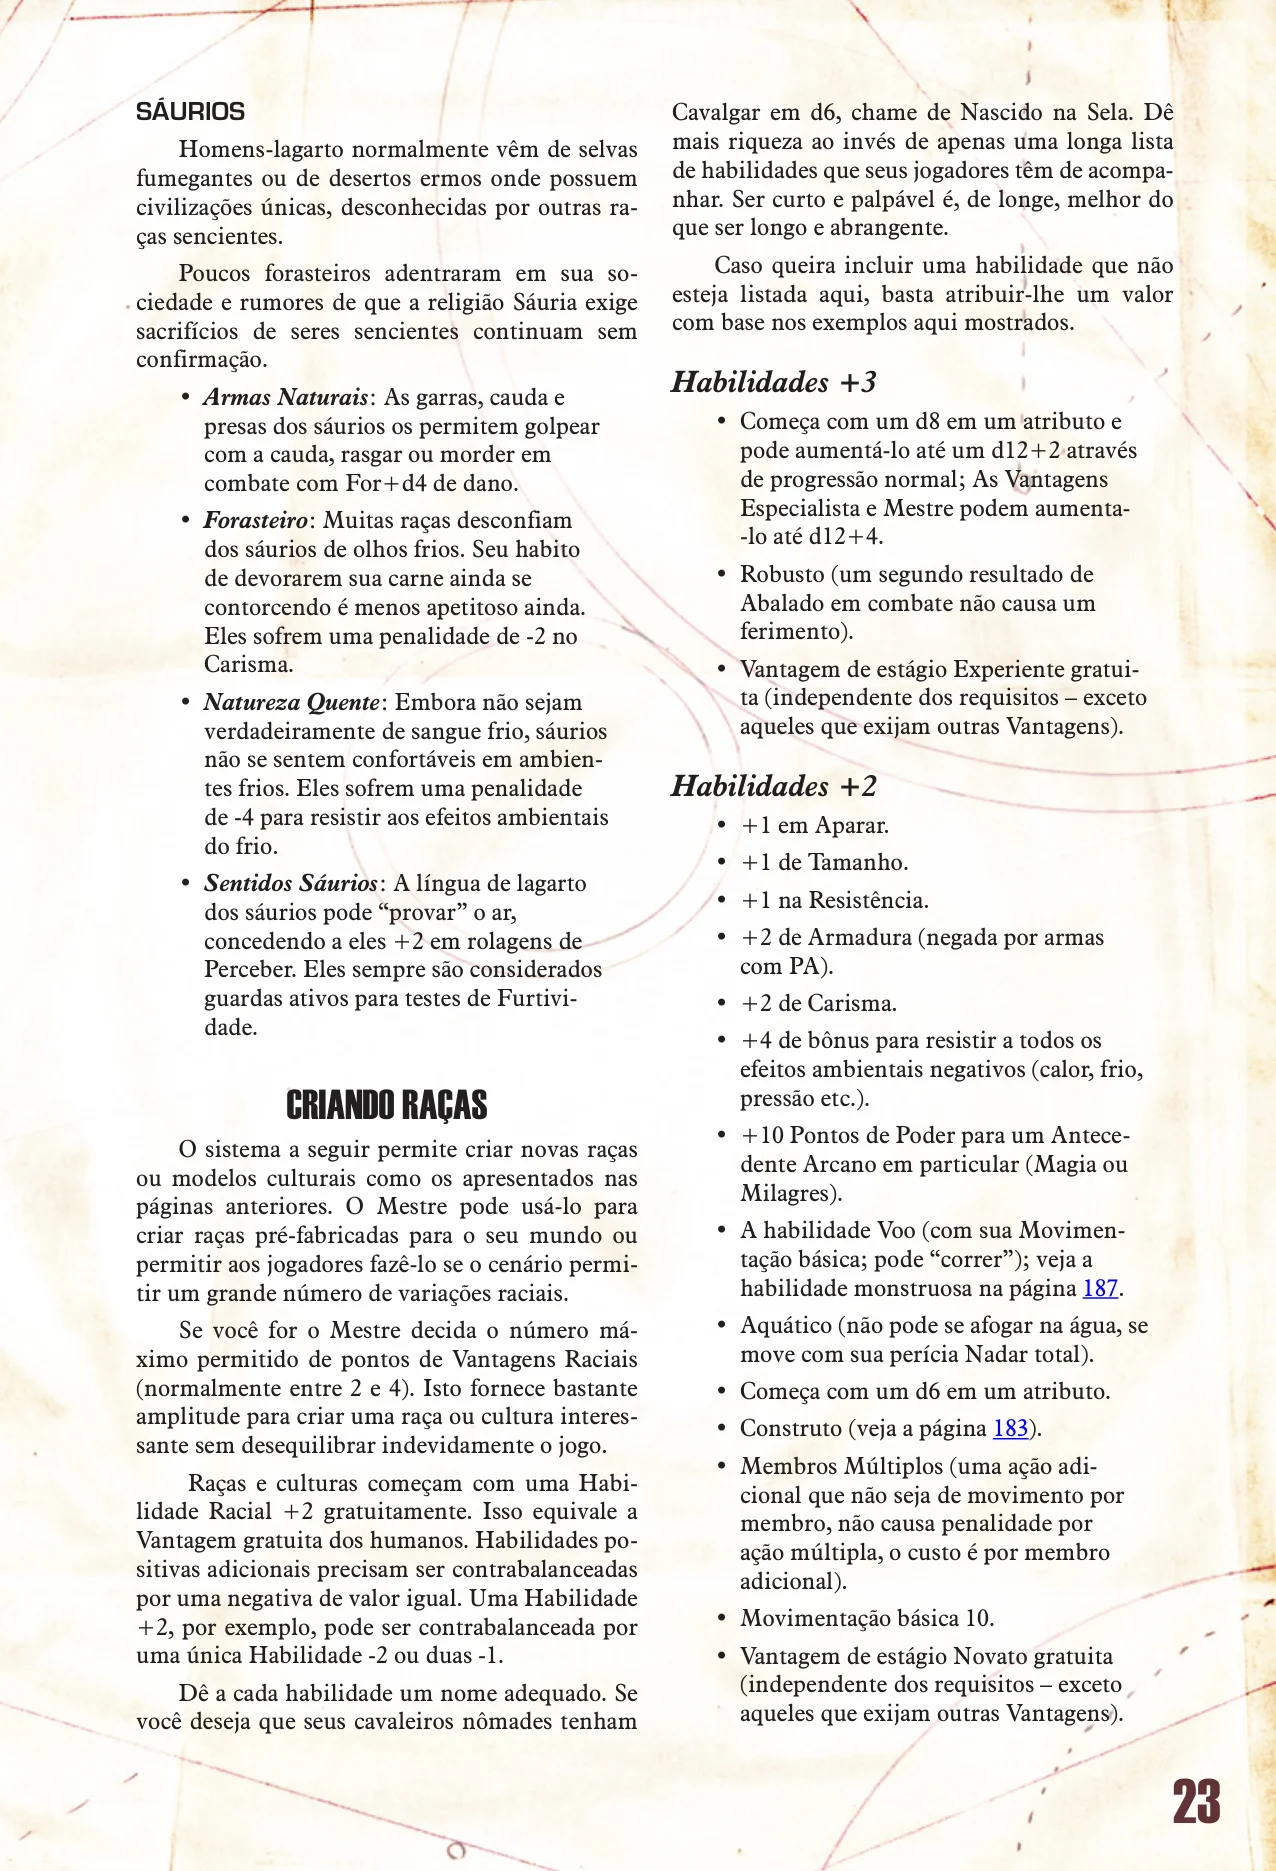 SÁURIOS
Homens-lagarto normalmente vêm de selvas
fumegantes ou de desertos ermos onde possuem
civilizações únicas, desconhecidas por outras ra-
ças sencientes.
Poucos forasteiros adentraram em sua so-
ciedade e rumores de que a religião Sáuria exige
sacrifícios de seres sencientes continuam sem
confirmação.
• Armas Naturais: As garras, cauda e
presas dos sáurios os permitem golpear
com a cauda, rasgar ou morder em
combate com For+d4 de dano.
• Forasteiro: Muitas raças desconfiam
dos sáurios de olhos frios. Seu habito
de devorarem sua carne ainda se
contorcendo é menos apetitoso ainda.
Eles sofrem uma penalidade de -2 no
Carisma.
• Natureza Quente: Embora não sejam
verdadeiramente de sangue frio, sáurios
não se sentem confortáveis em ambien-
tes frios. Eles sofrem uma penalidade
de -4 para resistir aos efeitos ambientais
do frio.
• Sentidos Sáurios: A língua de lagarto
dos sáurios pode “provar” o ar,
concedendo a eles +2 em rolagens de
Perceber. Eles sempre são considerados
guardas ativos para testes de Furtivi-
dade.
CRIANDO RAÇAS
O sistema a seguir permite criar novas raças
ou modelos culturais como os apresentados nas
páginas anteriores. O Mestre pode usá-lo para
criar raças pré-fabricadas para o seu mundo ou
permitir aos jogadores fazê-lo se o cenário permi-
tir um grande número de variações raciais.
Se você for o Mestre decida o número má-
ximo permitido de pontos de Vantagens Raciais
(normalmente entre 2 e 4). Isto fornece bastante
amplitude para criar uma raça ou cultura interes-
sante sem desequilibrar indevidamente o jogo.
Raças e culturas começam com uma Habi-
lidade Racial +2 gratuitamente. Isso equivale a
Vantagem gratuita dos humanos. Habilidades po-
sitivas adicionais precisam ser contrabalanceadas
por uma negativa de valor igual. Uma Habilidade
+2, por exemplo, pode ser contrabalanceada por
uma única Habilidade -2 ou duas -1.
Dê a cada habilidade um nome adequado. Se
você deseja que seus cavaleiros nômades tenham
Cavalgar em d6, chame de Nascido na Sela. Dê
mais riqueza ao invés de apenas uma longa lista
de habilidades que seus jogadores têm de acompa-
nhar. Ser curto e palpável é, de longe, melhor do
que ser longo e abrangente.
Caso queira incluir uma habilidade que não
esteja listada aqui, basta atribuir-lhe um valor
com base nos exemplos aqui mostrados.
Habilidades +3
• Começa com um d8 em um atributo e
pode aumentá-lo até um d12+2 através
de progressão normal; As Vantagens
Especialista e Mestre podem aumenta-
-lo até d12+4.
• Robusto (um segundo resultado de
Abalado em combate não causa um
ferimento).
• Vantagem de estágio Experiente gratui-
ta (independente dos requisitos – exceto
aqueles que exijam outras Vantagens).
Habilidades +2
• +1 em Aparar.
• +1 de Tamanho.
• +1 na Resistência.
• +2 de Armadura (negada por armas
com PA).
• +2 de Carisma.
• +4 de bônus para resistir a todos os
efeitos ambientais negativos (calor, frio,
pressão etc.).
• +10 Pontos de Poder para um Antece-
dente Arcano em particular (Magia ou
Milagres).
• A habilidade Voo (com sua Movimen-
tação básica; pode “correr”); veja a
habilidade monstruosa na página 187.
• Aquático (não pode se afogar na água, se
move com sua perícia Nadar total).
• Começa com um d6 em um atributo.
• Construto (veja a página 183).
• Membros Múltiplos (uma ação adi-
cional que não seja de movimento por
membro, não causa penalidade por
ação múltipla, o custo é por membro
adicional).
• Movimentação básica 10.
• Vantagem de estágio Novato gratuita
(independente dos requisitos – exceto
aqueles que exijam outras Vantagens).
23